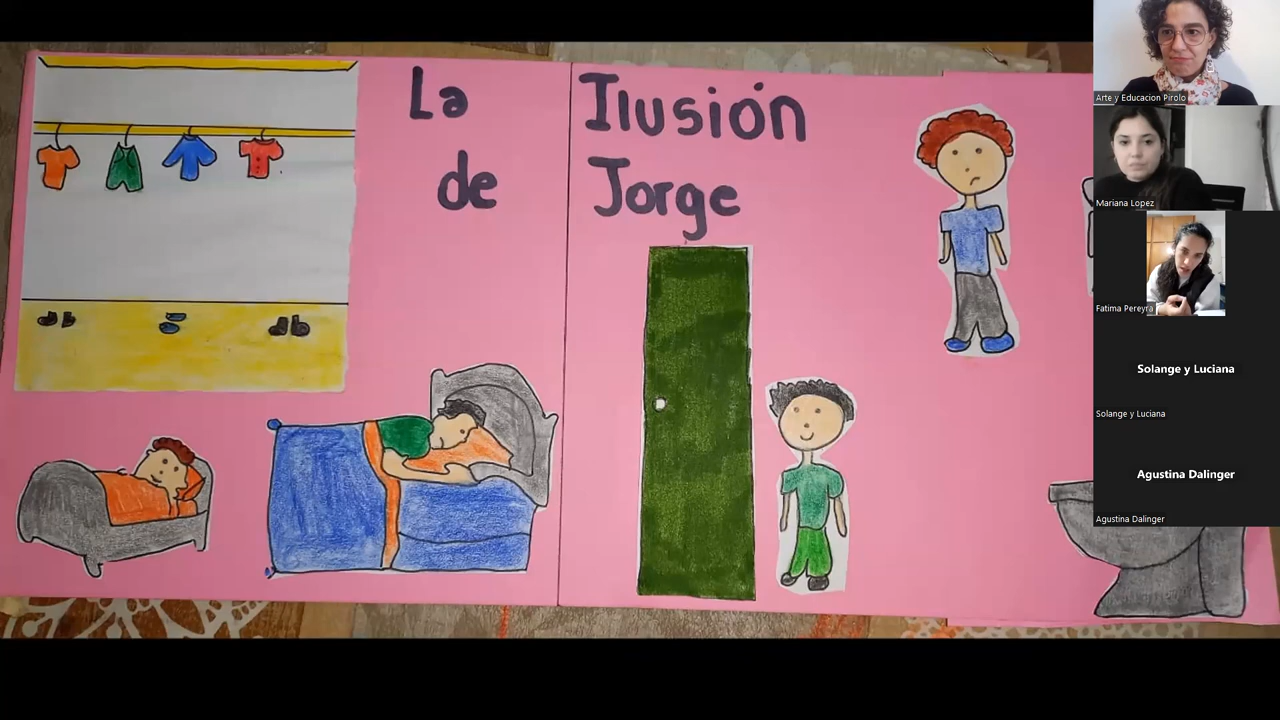 La Ilusión
de Jorge
Arte y Educacion Pirolo
Mariana Lopez
Fatima Pereyra
Solange y Luciana
Solange y Luciana
Agustina Dalinger
Agustina Dalinger